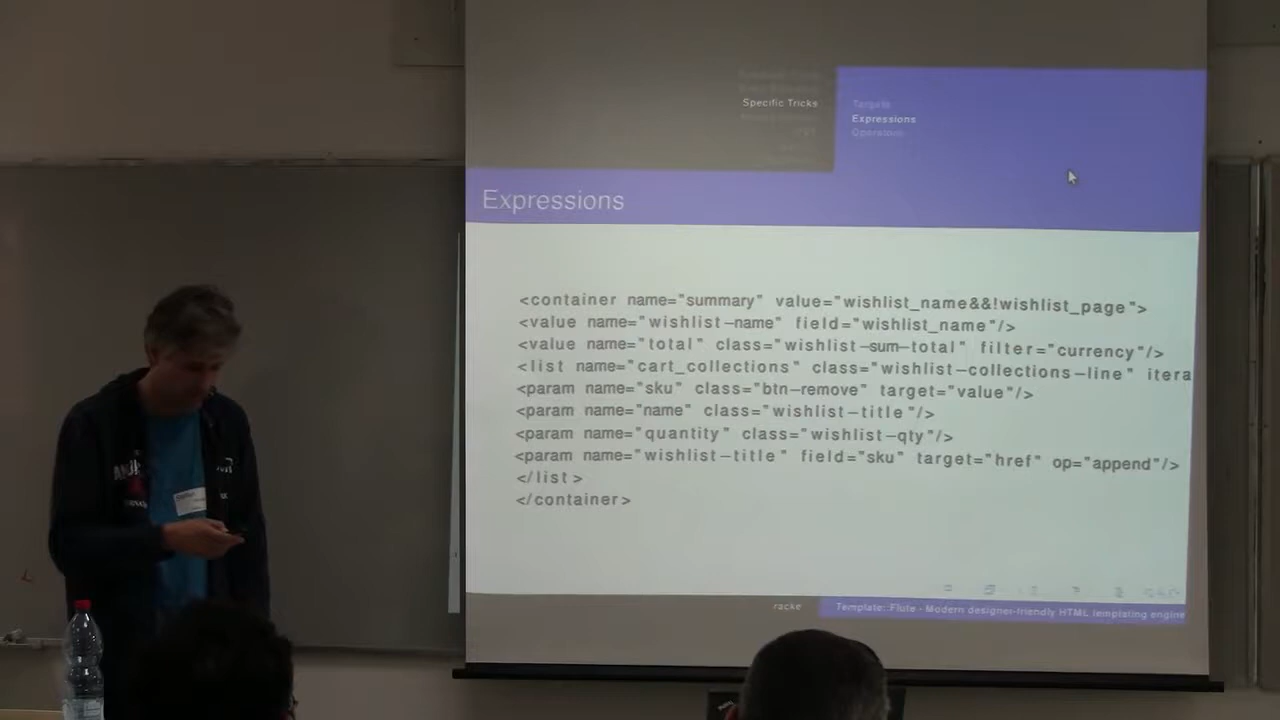 Specific Tricks
Targets
Expressions
Operators
Expressions
<container name="summary" value="wishlist_name&&!wishlist_page">
<value name="wishlist-name" field="wishlist_name"/>
<value name="total" class="wishlist-sum-total" filter="currency"/>
<list name="cart_collections" class="wishlist-collections-line" itera
<param name="sku" class="btn-remove" target="value"/>
<param name="name" class="wishlist-title"/>
<param name="quantity" class="wishlist-qty"/>
<param name="wishlist-title" field="sku" target="href" op="append"/>
</list>
</container>
racke
Template::Flute - Modern designer-friendly HTML templating engine